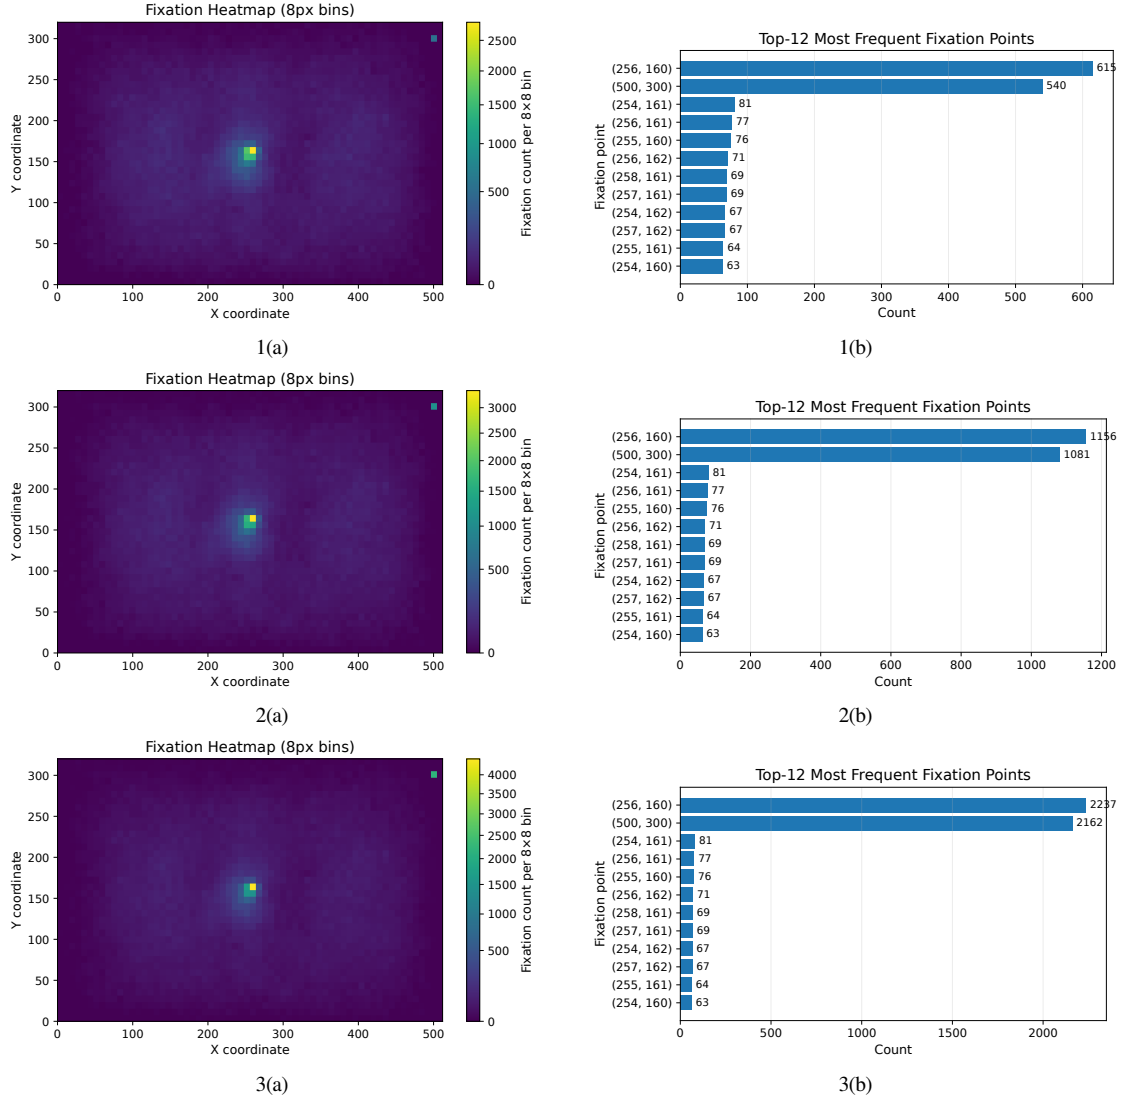 Fixation Heatmap (8px bins)
300
250
200
150
100
50
0
Y coordinate
0 100 200 300 400 500
X coordinate
2500
2000
1500
1000
500
0
Fixation count per 8×8 bin
1(a)
Top-12 Most Frequent Fixation Points
(256, 160) 615
(500, 300) 540
(254, 161) 81
(256, 161) 77
(255, 160) 76
(256, 162) 71
(258, 161) 69
(257, 161) 69
(254, 162) 67
(257, 162) 67
(255, 161) 64
(254, 160) 63
Fixation point
0 100 200 300 400 500 600
Count
1(b)
Fixation Heatmap (8px bins)
300
250
200
150
100
50
0
Y coordinate
0 100 200 300 400 500
X coordinate
3000
2500
2000
1500
1000
500
0
Fixation count per 8×8 bin
2(a)
Top-12 Most Frequent Fixation Points
(256, 160) 1156
(500, 300) 1081
(254, 161) 81
(256, 161) 77
(255, 160) 76
(256, 162) 71
(258, 161) 69
(257, 161) 69
(254, 162) 67
(257, 162) 67
(255, 161) 64
(254, 160) 63
Fixation point
0 200 400 600 800 1000 1200
Count
2(b)
Fixation Heatmap (8px bins)
300
250
200
150
100
50
0
Y coordinate
0 100 200 300 400 500
X coordinate
4000
3500
3000
2500
2000
1500
1000
500
0
Fixation count per 8×8 bin
3(a)
Top-12 Most Frequent Fixation Points
(256, 160) 2237
(500, 300) 2162
(254, 161) 81
(256, 161) 77
(255, 160) 76
(256, 162) 71
(258, 161) 69
(257, 161) 69
(254, 162) 67
(257, 162) 67
(255, 161) 64
(254, 160) 63
Fixation point
0 500 1000 1500 2000
Count
3(b)